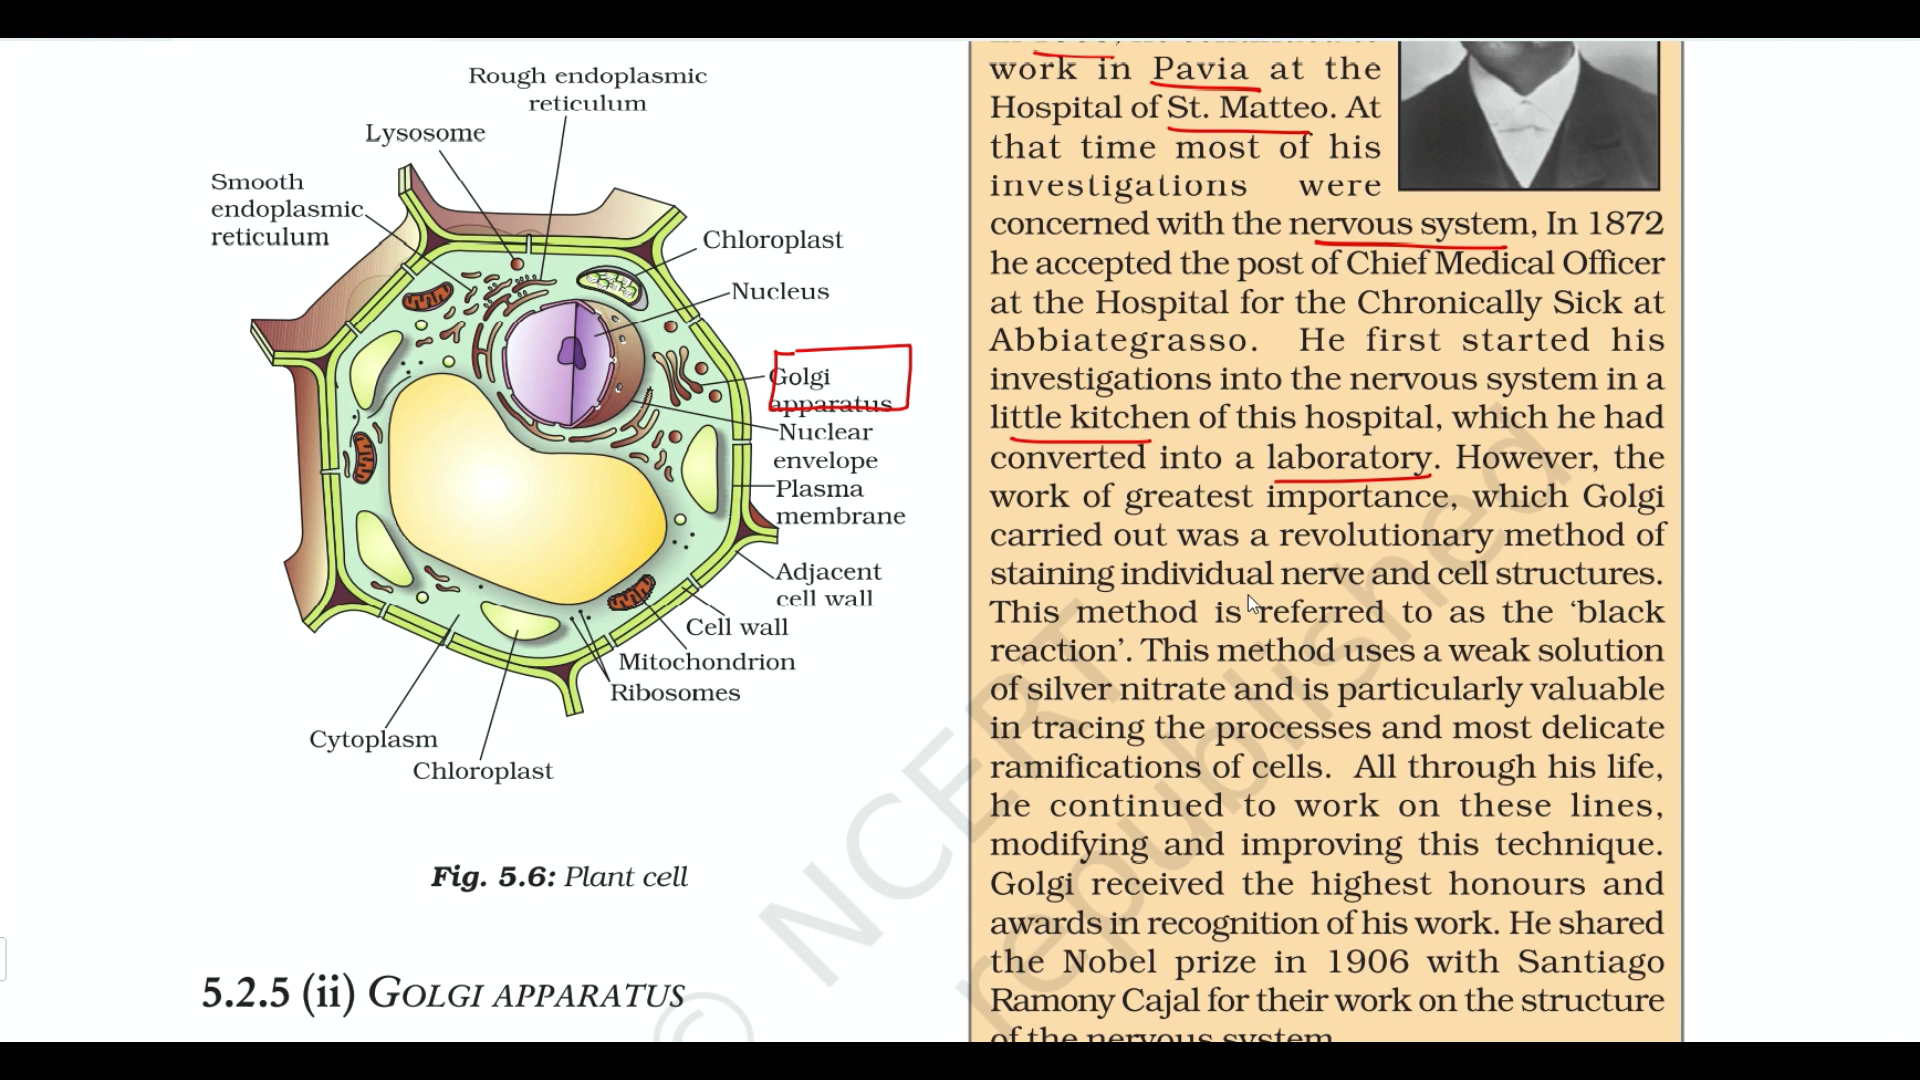 Rough endoplasmic
reticulum
Lysosome
Smooth
endoplasmic
reticulum
Chloroplast
Nucleus
Golgi
apparatus
Nuclear
envelope
Plasma
membrane
Adjacent
cell wall
Cell wall
Mitochondrion
Ribosomes
Cytoplasm
Chloroplast
Fig. 5.6: Plant cell
5.2.5 (ii) GOLGI APPARATUS
work in Pavia at the
Hospital of St. Matteo. At
that time most of his
investigations were
concerned with the nervous system, In 1872
he accepted the post of Chief Medical Officer
at the Hospital for the Chronically Sick at
Abbiategrasso. He first started his
investigations into the nervous system in a
little kitchen of this hospital, which he had
converted into a laboratory. However, the
work of greatest importance, which Golgi
carried out was a revolutionary method of
staining individual nerve and cell structures.
This method is referred to as the ‘black
reaction’. This method uses a weak solution
of silver nitrate and is particularly valuable
in tracing the processes and most delicate
ramifications of cells. All through his life,
he continued to work on these lines,
modifying and improving this technique.
Golgi received the highest honours and
awards in recognition of his work. He shared
the Nobel prize in 1906 with Santiago
Ramony Cajal for their work on the structure
of the nervous system.
© NCERT
republished